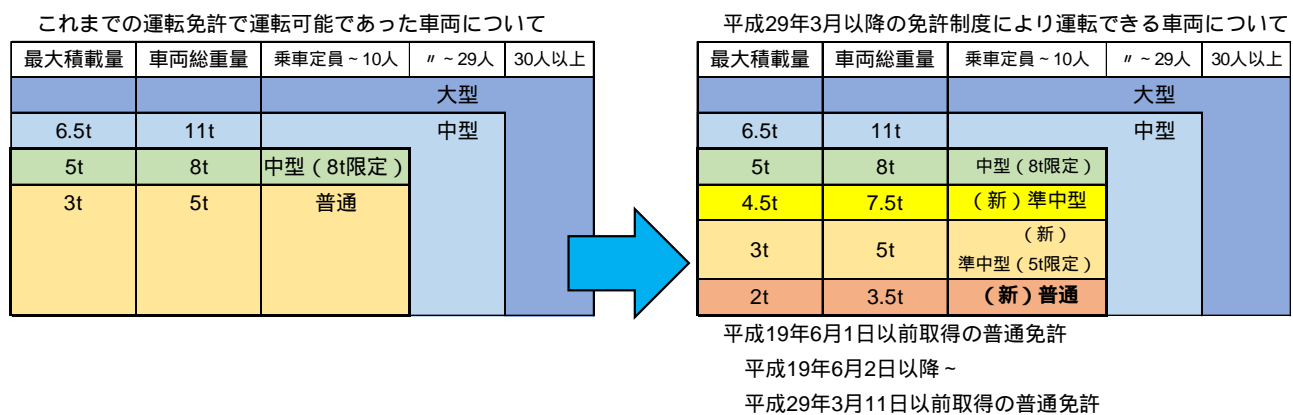 これまでの運転免許で運転可能であった車両について
最大積載量 車両総重量 乗車定員~10人 〃~29人 30人以上
大型
6.5t 11t 中型
5t 8t 中型(8t限定)
3t 5t 普通
平成29年3月以降の免許制度により運転できる車両について
最大積載量 車両総重量 乗車定員~10人 〃~29人 30人以上
大型
6.5t 11t 中型
5t 8t 中型(8t限定)
4.5t 7.5t (新)準中型
3t 5t (新)
準中型(5t限定)
2t 3.5t (新)普通
平成19年6月1日以前取得の普通免許
平成19年6月2日以降~
平成29年3月11日以前取得の普通免許